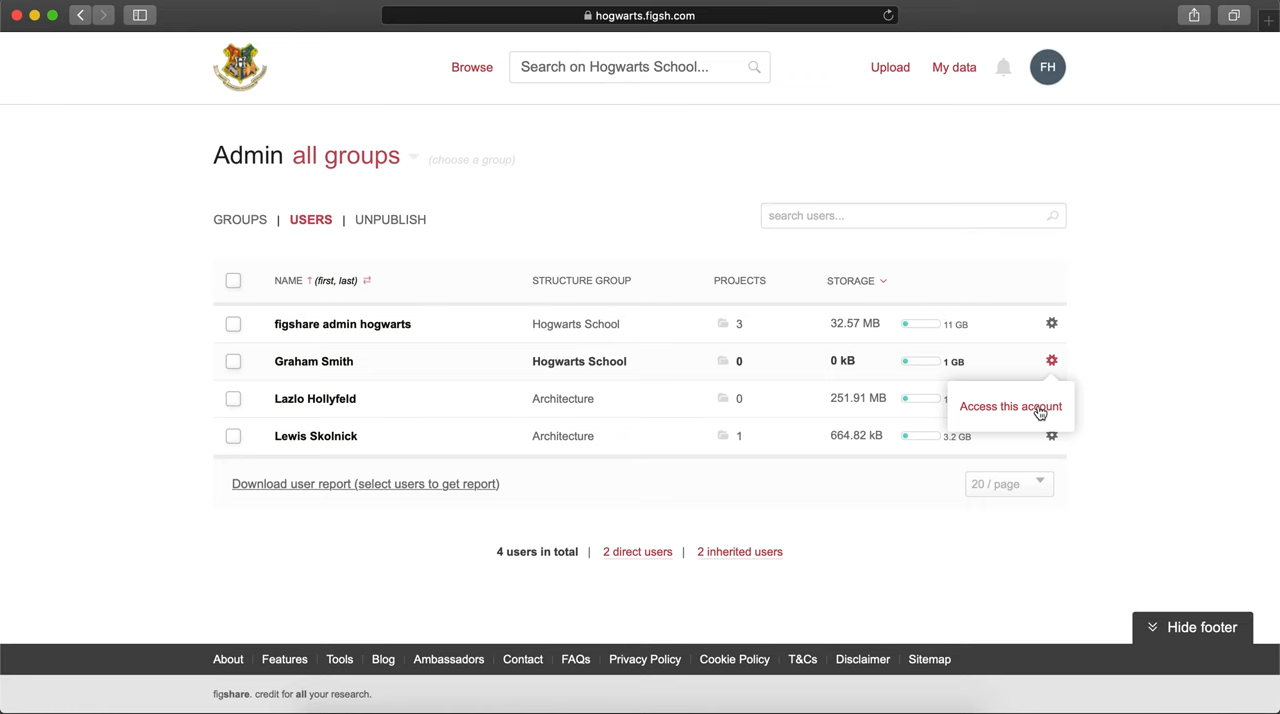 hogwarts.figsh.com
Browse
Search on Hogwarts School...
Upload
My data
FH
Admin all groups (choose a group)
GROUPS | USERS | UNPUBLISH
search users...
NAME ↑ (first, last)
STRUCTURE GROUP
PROJECTS
STORAGE
figshare admin hogwarts
Hogwarts School
3
32.57 MB
11 GB
Graham Smith
Hogwarts School
0
0 kB
1 GB
Lazlo Hollyfeld
Architecture
0
251.91 MB
Access this account
Lewis Skolnick
Architecture
1
664.82 kB
3.2 GB
Download user report (select users to get report)
20 / page
4 users in total | 2 direct users | 2 inherited users
Hide footer
About | Features | Tools | Blog | Ambassadors | Contact | FAQs | Privacy Policy | Cookie Policy | T&Cs | Disclaimer | Sitemap
figshare. credit for all your research.